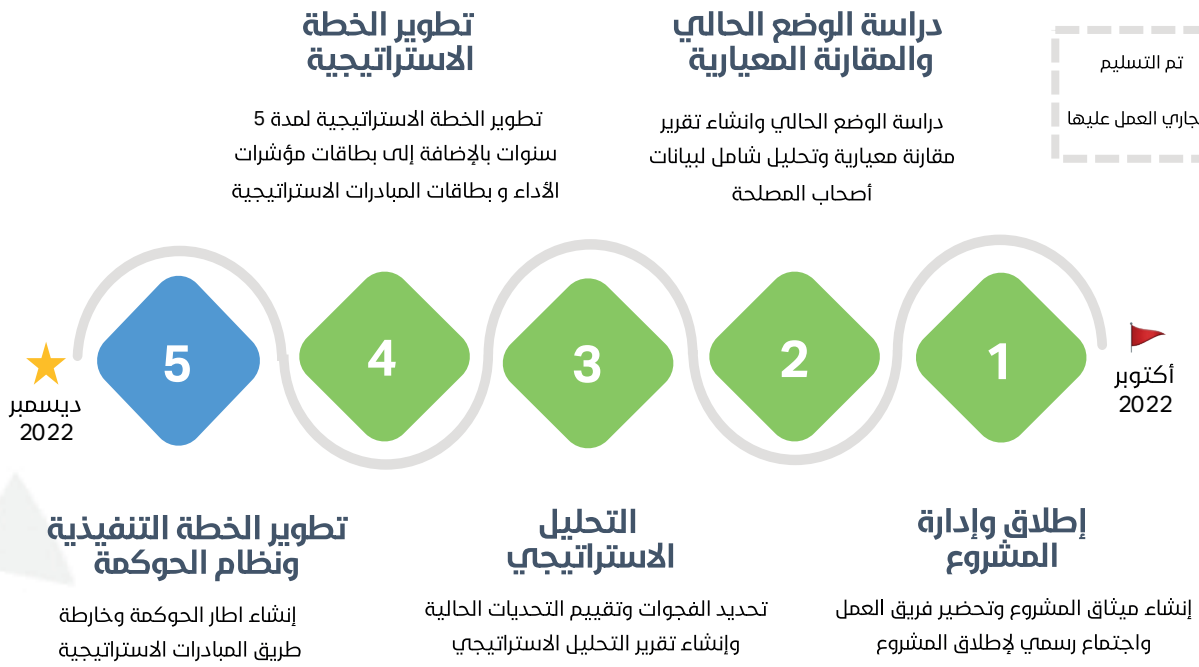 تطوير الخطة
الاستراتيجية
تطوير الخطة الاستراتيجية لمدة 5
سنوات بالإضافة إلى بطاقات مؤشرات
الأداء و بطاقات المبادرات الاستراتيجية
دراسة الوضع الحالي
والمقارنة المعيارية
دراسة الوضع الحالي وانشاء تقرير
مقارنة معيارية وتحليل شامل لبيانات
أصحاب المصلحة
تم التسليم
جاري العمل عليها
أكتوبر
2022
1
2
3
4
5
ديسمبر
2022
إطلاق وإدارة
المشروع
إنشاء ميثاق المشروع وتحضير فريق العمل
واجتماع رسمي لإطلاق المشروع
التحليل
الاستراتيجي
تحديد الفجوات وتقييم التحديات الحالية
وإنشاء تقرير التحليل الاستراتيجي
تطوير الخطة التنفيذية
ونظام الحوكمة
إنشاء اطار الحوكمة وخارطة
طريق المبادرات الاستراتيجية